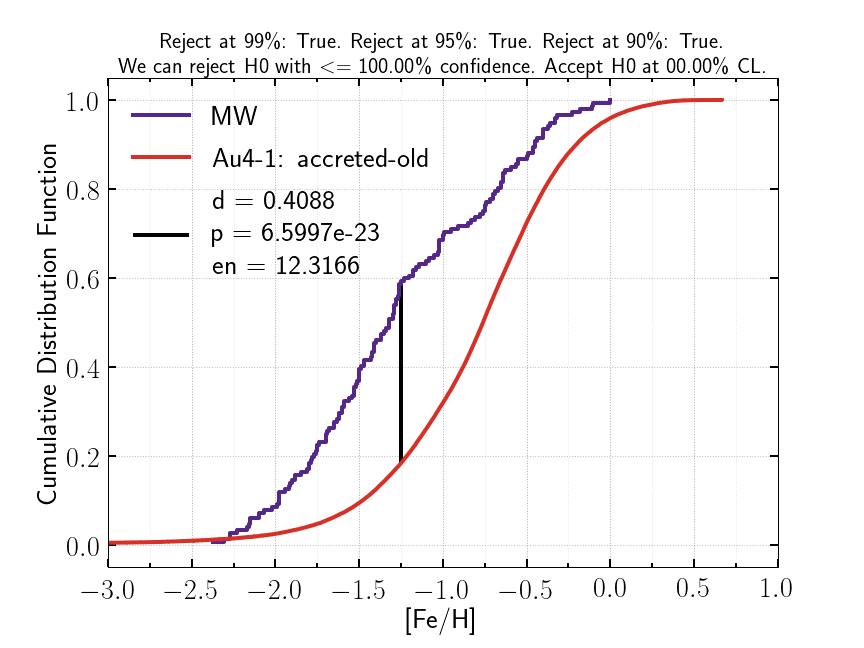 Reject at 99%: True. Reject at 95%: True. Reject at 90%: True.
We can reject H0 with <= 100.00% confidence. Accept H0 at 00.00% CL.
MW
Au4-1: accreted-old
d = 0.4088
p = 6.5997e-23
en = 12.3166
Cumulative Distribution Function
1.0
0.8
0.6
0.4
0.2
0.0
−3.0 −2.5 −2.0 −1.5 −1.0 −0.5 0.0 0.5 1.0
[Fe/H]